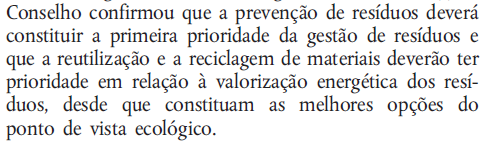 Conselho confirmou que a prevenção de resíduos deverá
constituir a primeira prioridade da gestão de resíduos e
que a reutilização e a reciclagem de materiais deverão ter
prioridade em relação à valorização energética dos resí-
duos, desde que constituam as melhores opções do
ponto de vista ecológico.